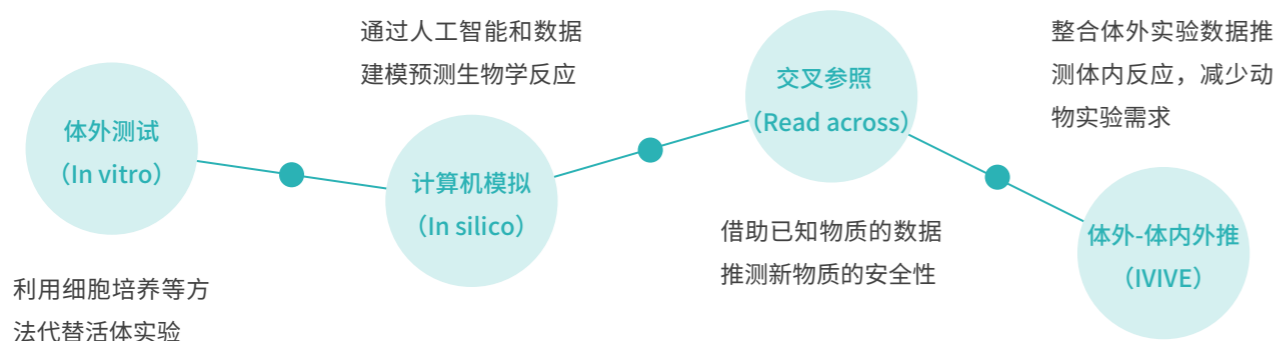 体外测试
（In vitro）
利用细胞培养等方
法代替活体实验
通过人工智能和数据
建模预测生物学反应
计算机模拟
（In silico）
交叉参照
（Read across）
借助已知物质的数据
推测新物质的安全性
整合体外实验数据推
测体内反应，减少动
物实验需求
体外-体内外推
（IVIVE）